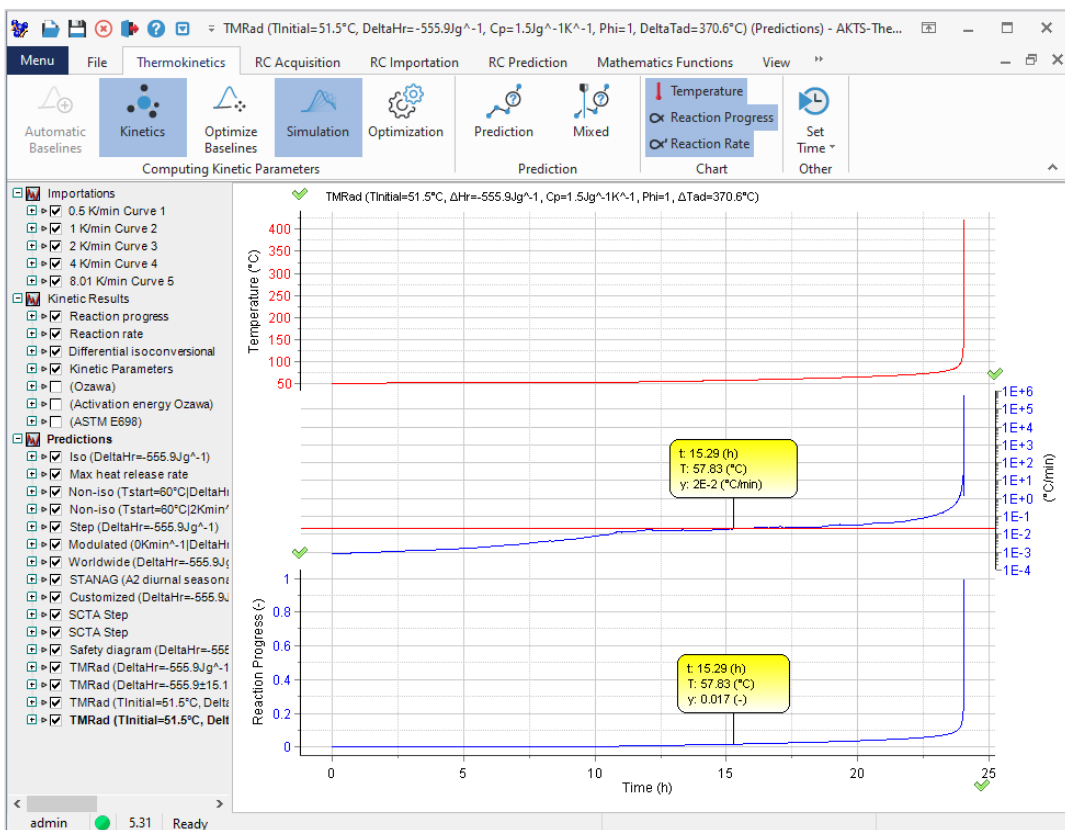 TMRad (TInitial=51.5°C, DeltaHr=-555.9Jg^-1, Cp=1.5Jg^-1K^-1, Phi=1, DeltaTad=370.6°C) (Predictions) - AKTS-The...
Menu File Thermokinetics RC Acquisition RC Importation RC Prediction Mathematics Functions View
Automatic Baselines
Kinetics
Optimize Baselines
Simulation
Optimization
Computing Kinetic Parameters
Prediction
Mixed
Prediction
Temperature
α Reaction Progress
α' Reaction Rate
Chart
Set Time
Other
Importations
0.5 K/min Curve 1
1 K/min Curve 2
2 K/min Curve 3
4 K/min Curve 4
8.01 K/min Curve 5
Kinetic Results
Reaction progress
Reaction rate
Differential isoconversional
Kinetic Parameters
(Ozawa)
(Activation energy Ozawa)
(ASTM E698)
Predictions
Iso (DeltaHr=-555.9Jg^-1)
Max heat release rate
Non-iso (Tstart=60°C|DeltaHr
Non-iso (Tstart=60°C|2Kmin^
Step (DeltaHr=-555.9Jg^-1)
Modulated (0Kmin^-1|DeltaHr
Worldwide (DeltaHr=-555.9Jg
STANAG (A2 diurnal seasona
Customized (DeltaHr=-555.9J
SCTA Step
SCTA Step
Safety diagram (DeltaHr=-555
TMRad (DeltaHr=-555.9Jg^-1
TMRad (DeltaHr=-555.9±15.1
TMRad (TInitial=51.5°C, Delta
TMRad (TInitial=51.5°C, Delt
admin 5.31 Ready
TMRad (TInitial=51.5°C, ΔHr=-555.9Jg^-1, Cp=1.5Jg^-1K^-1, Phi=1, ΔTad=370.6°C)
Temperature (°C)
400
350
300
250
200
150
100
50
1E+6
1E+5
1E+4
1E+3
1E+2
1E+1
1E+0
1E-1
1E-2
1E-3
1E-4
(°C/min)
t: 15.29 (h)
T: 57.83 (°C)
y: 2E-2 (°C/min)
Reaction Progress (-)
1
0.8
0.6
0.4
0.2
0
t: 15.29 (h)
T: 57.83 (°C)
y: 0.017 (-)
0 5 10 15 20 25
Time (h)